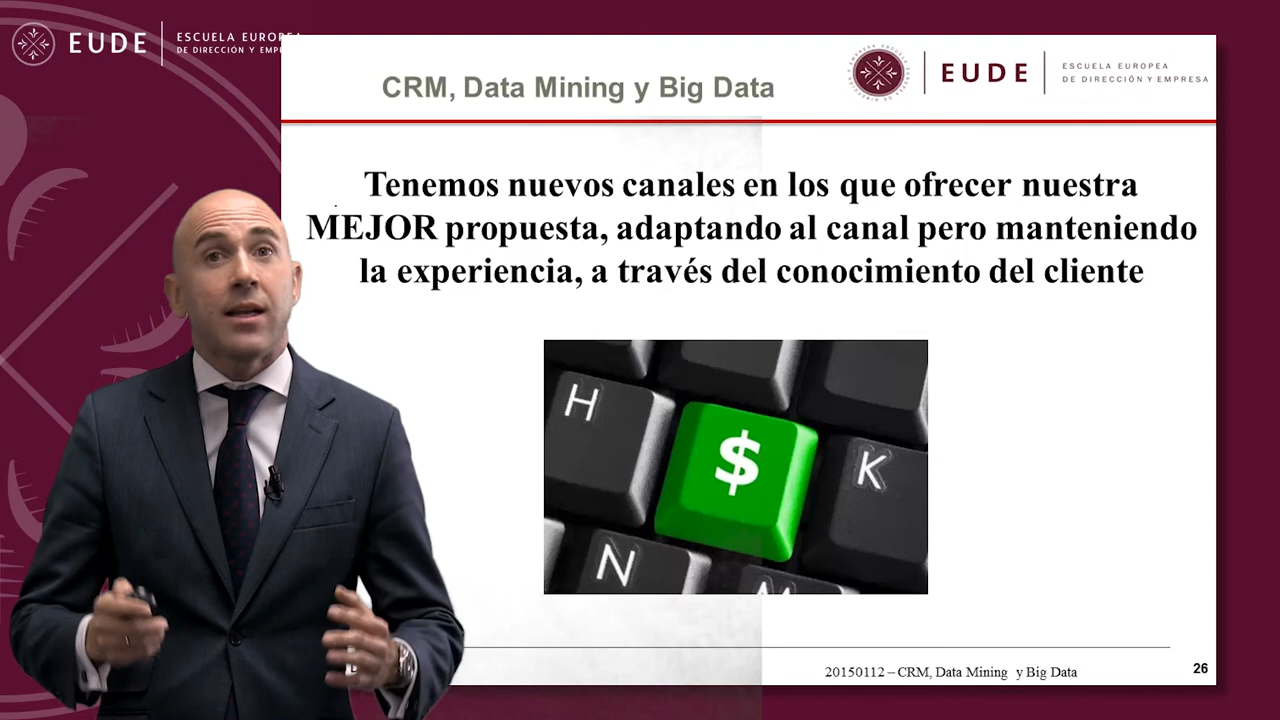 EUDE
ESCUELA EUROPEA
DE DIRECCIÓN Y
CRM, Data Mining y Big Data
EUDE
ESCUELA EUROPEA
DE DIRECCIÓN Y EMPRESA
Tenemos nuevos canales en los que ofrecer nuestra
MEJOR propuesta, adaptando al canal pero manteniendo
la experiencia, a través del conocimiento del cliente
H
$
K
N
M
20150112 – CRM, Data Mining y Big Data
26